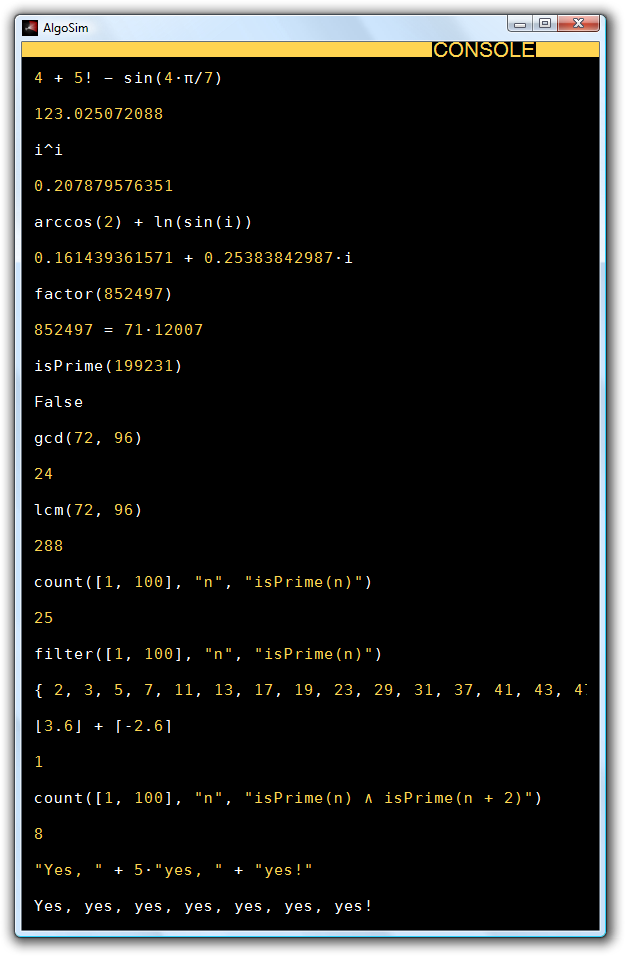 AlgoSim
CONSOLE
4 + 5! − sin(4·π/7)
123.025072088
i^i
0.207879576351
arccos(2) + ln(sin(i))
0.161439361571 + 0.25383842987·i
factor(852497)
852497 = 71·12007
isPrime(199231)
False
gcd(72, 96)
24
lcm(72, 96)
288
count([1, 100], "n", "isPrime(n)")
25
filter([1, 100], "n", "isPrime(n)")
{ 2, 3, 5, 7, 11, 13, 17, 19, 23, 29, 31, 37, 41, 43,
⌊3.6⌋ + ⌈-2.6⌉
1
count([1, 100], "n", "isPrime(n) ∧ isPrime(n + 2)")
8
"Yes, " + 5·"yes, " + "yes!"
Yes, yes, yes, yes, yes, yes, yes!